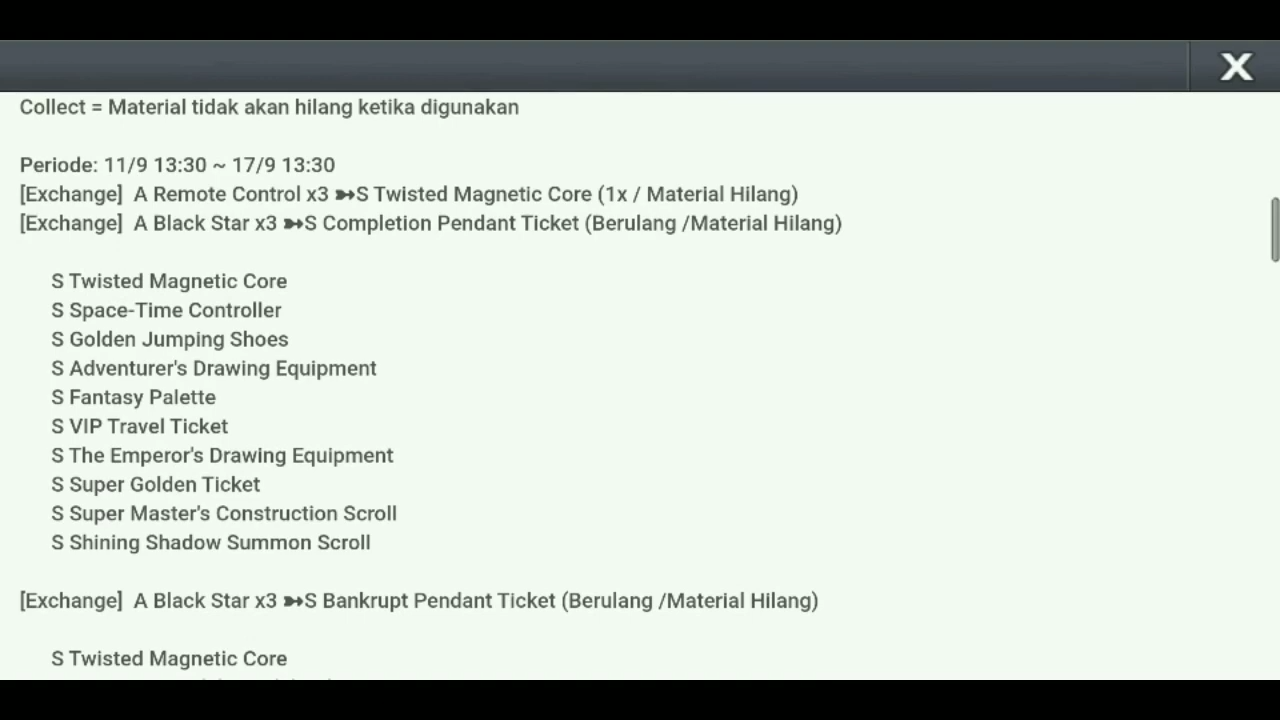 X
Collect = Material tidak akan hilang ketika digunakan
Periode: 11/9 13:30 ~ 17/9 13:30
[Exchange] A Remote Control x3 ➽S Twisted Magnetic Core (1x / Material Hilang)
[Exchange] A Black Star x3 ➽S Completion Pendant Ticket (Berulang /Material Hilang)
S Twisted Magnetic Core
S Space-Time Controller
S Golden Jumping Shoes
S Adventurer's Drawing Equipment
S Fantasy Palette
S VIP Travel Ticket
S The Emperor's Drawing Equipment
S Super Golden Ticket
S Super Master's Construction Scroll
S Shining Shadow Summon Scroll
[Exchange] A Black Star x3 ➽S Bankrupt Pendant Ticket (Berulang /Material Hilang)
S Twisted Magnetic Core